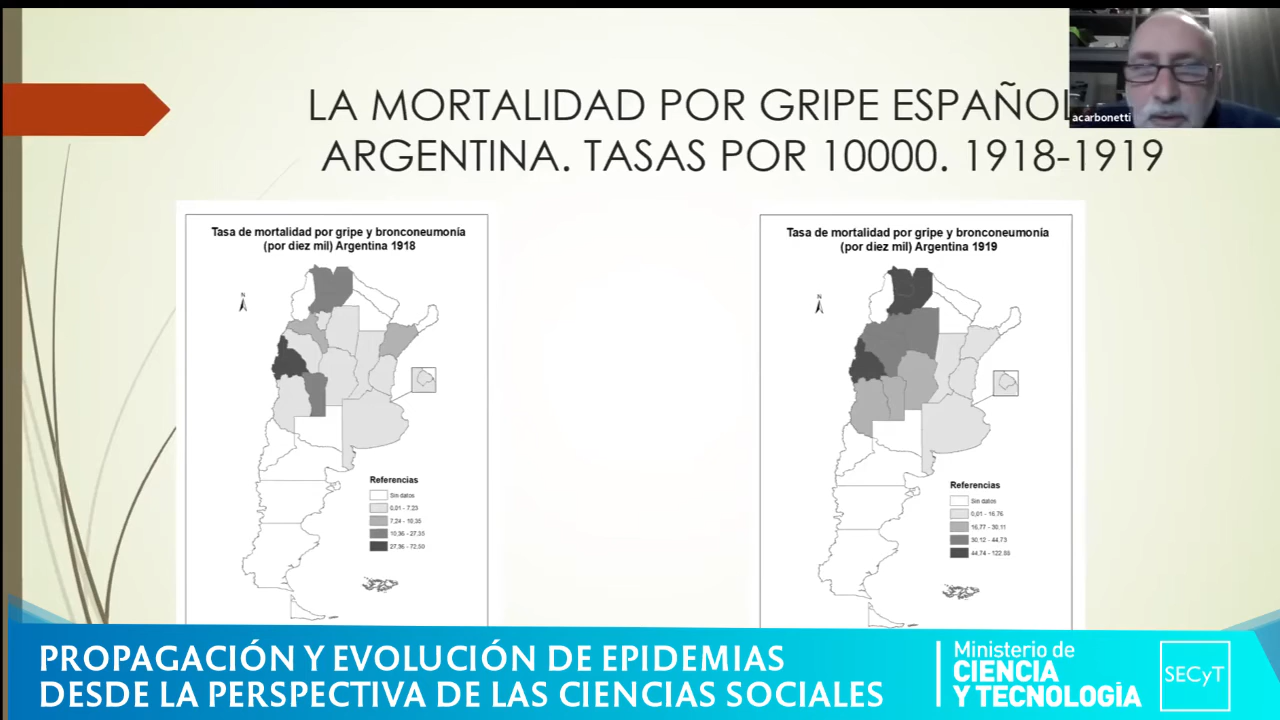 LA MORTALIDAD POR GRIPE ESPAÑOL
ARGENTINA. TASAS POR 10000. 1918-1919
acarbonetti
Tasa de mortalidad por gripe y bronconeumonía
(por diez mil) Argentina 1918
N
Referencias
Sin datos
0,01 - 7,23
7,24 - 10,35
10,36 - 27,35
27,36 - 72,50
Tasa de mortalidad por gripe y bronconeumonía
(por diez mil) Argentina 1919
N
Referencias
Sin datos
0,01 - 16,76
16,77 - 30,11
30,12 - 44,73
PROPAGACIÓN Y EVOLUCIÓN DE EPIDEMIAS
DESDE LA PERSPECTIVA DE LAS CIENCIAS SOCIALES
Ministerio de
CIENCIA
Y TECNOLOGÍA
SECyT